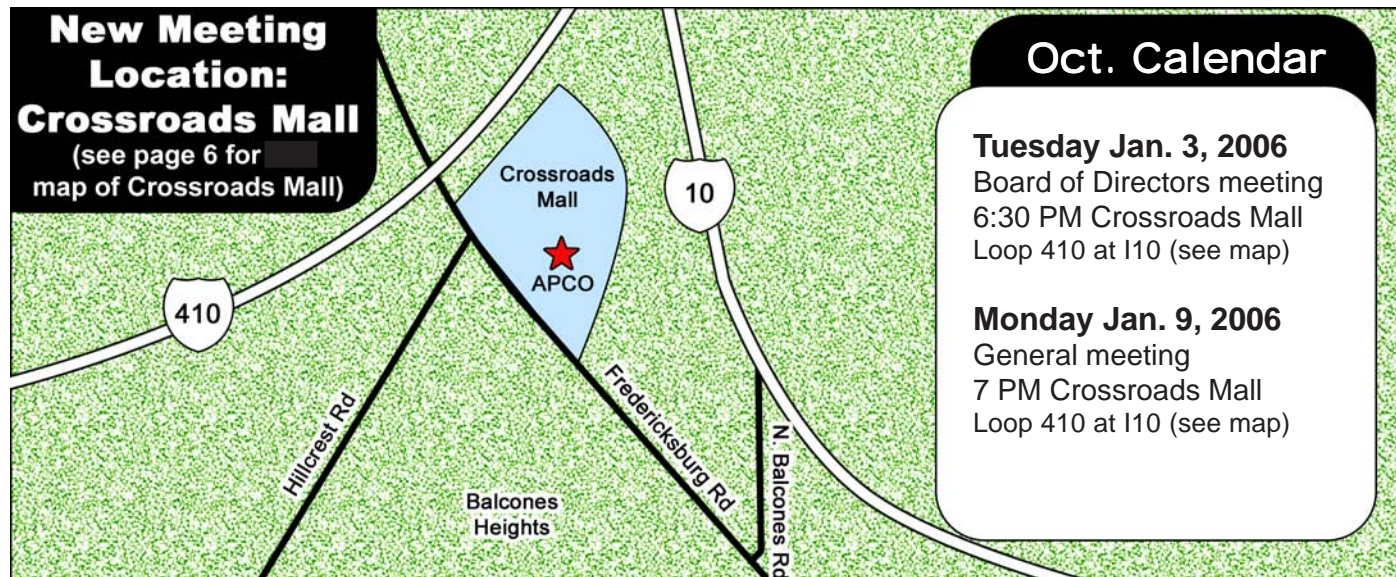 New Meeting
Location:
Crossroads Mall
(see page 6 for
map of Crossroads Mall)
Crossroads
Mall
APCO
10
410
Hillcrest Rd
Fredericksburg Rd
N. Balcones Rd
Balcones
Heights
Oct. Calendar
Tuesday Jan. 3, 2006
Board of Directors meeting
6:30 PM Crossroads Mall
Loop 410 at I10 (see map)
Monday Jan. 9, 2006
General meeting
7 PM Crossroads Mall
Loop 410 at I10 (see map)